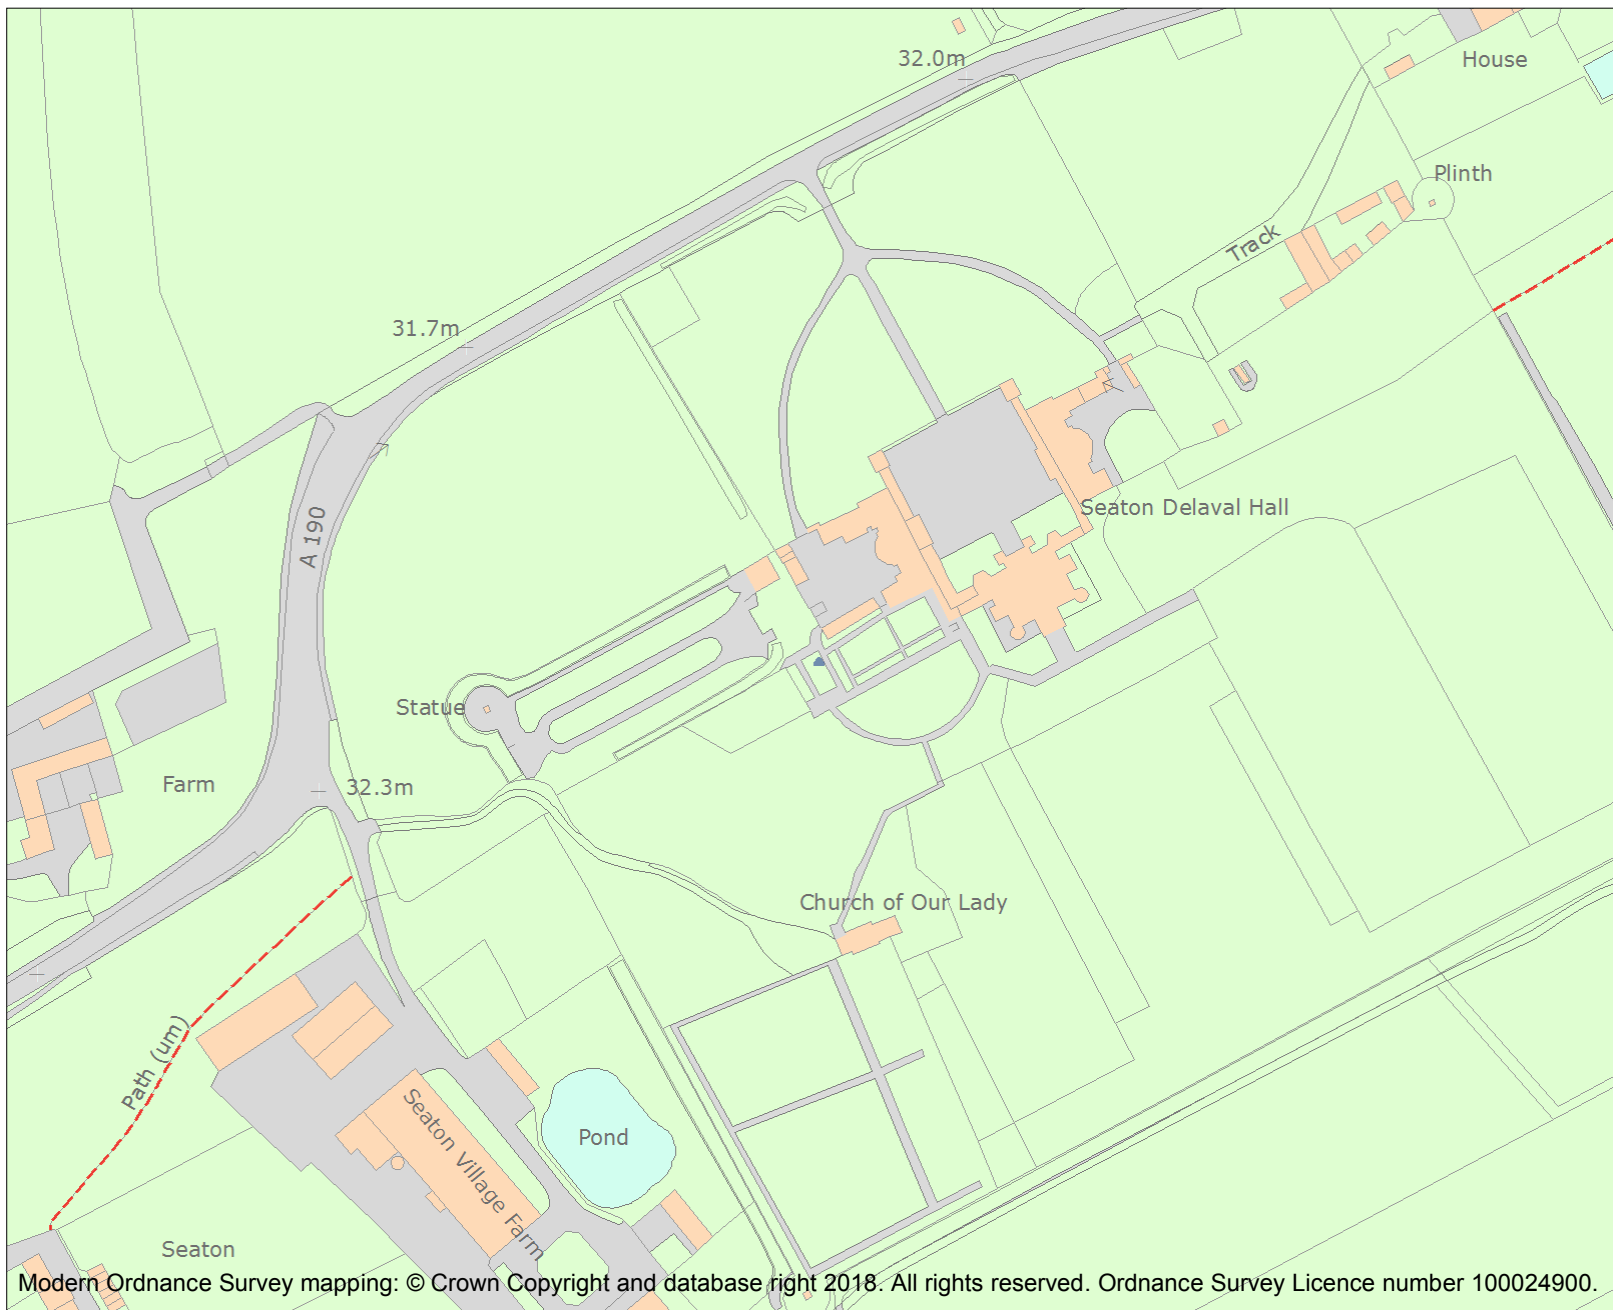 32.0m
House
Plinth
Track
31.7m
Seaton Delaval Hall
A 190
Statue
Farm
32.3m
Church of Our Lady
Path (um)
Pond
Seaton Village Farm
Seaton
Modern Ordnance Survey mapping: © Crown Copyright and database right 2018. All rights reserved. Ordnance Survey Licence number 100024900.